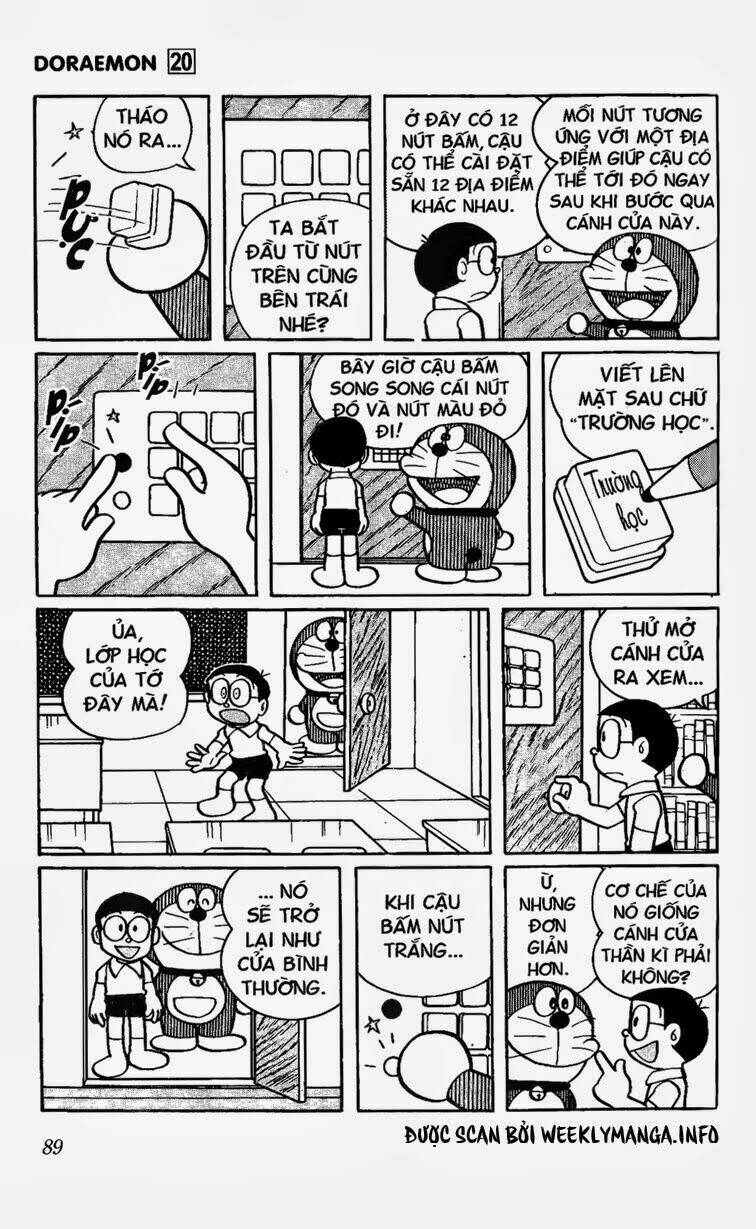 DORAEMON 20
MỖI NÚT TƯƠNG
ỨNG VỚI MỘT ĐỊA
ĐIỂM GIÚP CẬU CÓ
THỂ TỚI ĐÓ NGAY
SAU KHI BƯỚC QUA
CÁNH CỬA NÀY.
Ở ĐÂY CÓ 12
NÚT BẤM, CẬU
CÓ THỂ CÀI ĐẶT
SẴN 12 ĐỊA ĐIỂM
KHÁC NHAU.
TA BẮT
ĐẦU TỪ NÚT
TRÊN CÙNG
BÊN TRÁI
NHÉ?
THÁO
NÓ RA...
PỰC
VIẾT LÊN
MẶT SAU CHỮ
“TRƯỜNG HỌC”.
Trường
học
BÂY GIỜ CẬU BẤM
SONG SONG CÁI NÚT
ĐÓ VÀ NÚT MÀU ĐỎ
ĐI!
PÍP
PÍP
PÍP
PÍP
THỬ MỞ
CÁNH CỬA
RA XEM...
ỦA,
LỚP HỌC
CỦA TỚ
ĐÂY MÀ!
CƠ CHẾ CỦA
NÓ GIỐNG
CÁNH CỬA
THẦN KÌ PHẢI
KHÔNG?
Ừ,
NHƯNG
ĐƠN
GIẢN
HƠN.
KHI CẬU
BẤM NÚT
TRẮNG...
... NÓ
SẼ TRỞ
LẠI NHƯ
CỬA BÌNH
THƯỜNG.
89
ĐƯỢC SCAN BỞI WEEKLYMANGA.INFO